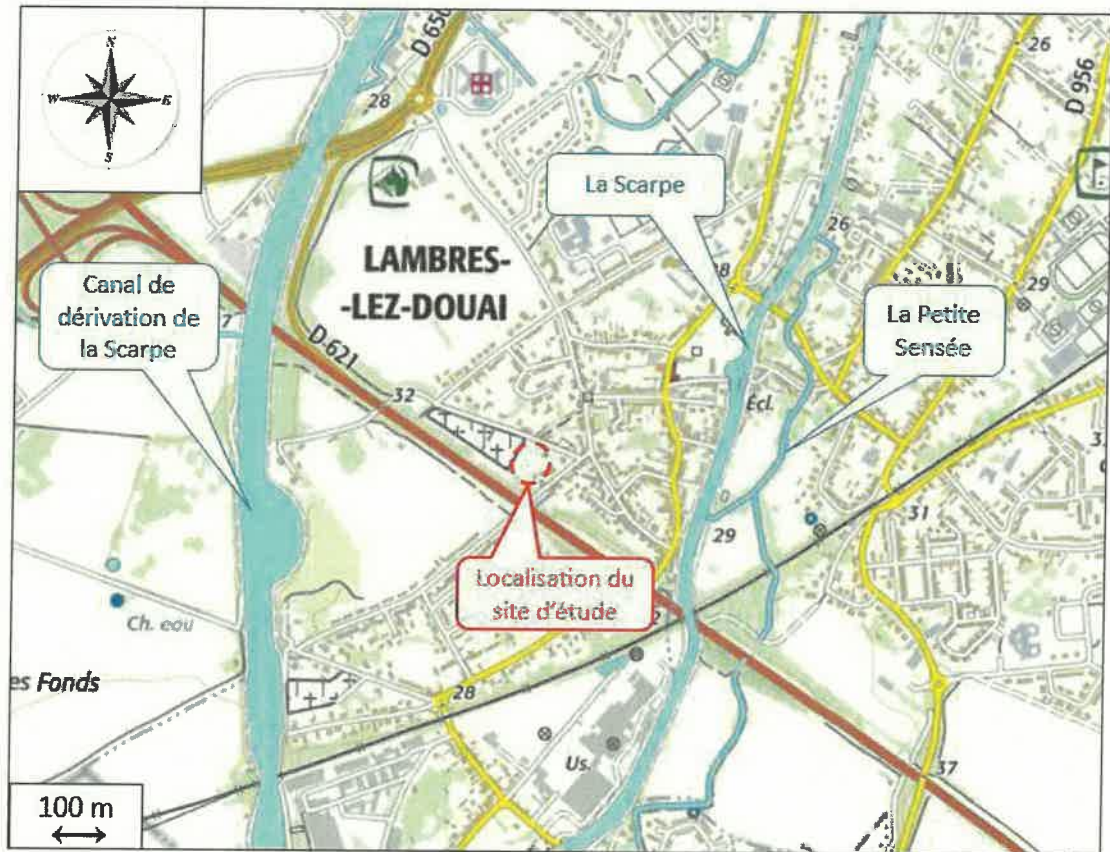 N
W
E
S
D 650
28
26
D 956
La Scarpe
26
LAMBRES-
-LEZ-DOUAI
Canal de
dérivation de
la Scarpe
7
29
La Petite
Sensée
D 621
32
Écl.
31
29
Localisation du
site d'étude
2
Ch. eau
es Fonds
28
Us.
37
100 m